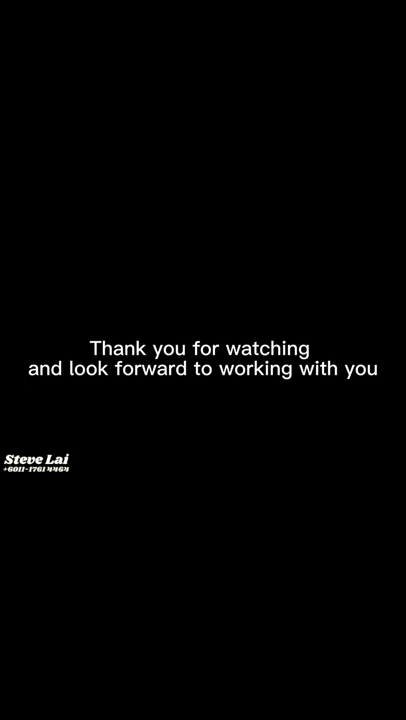 Thank you for watching
and look forward to working with you
Steve Lai
+6011-1761 4464